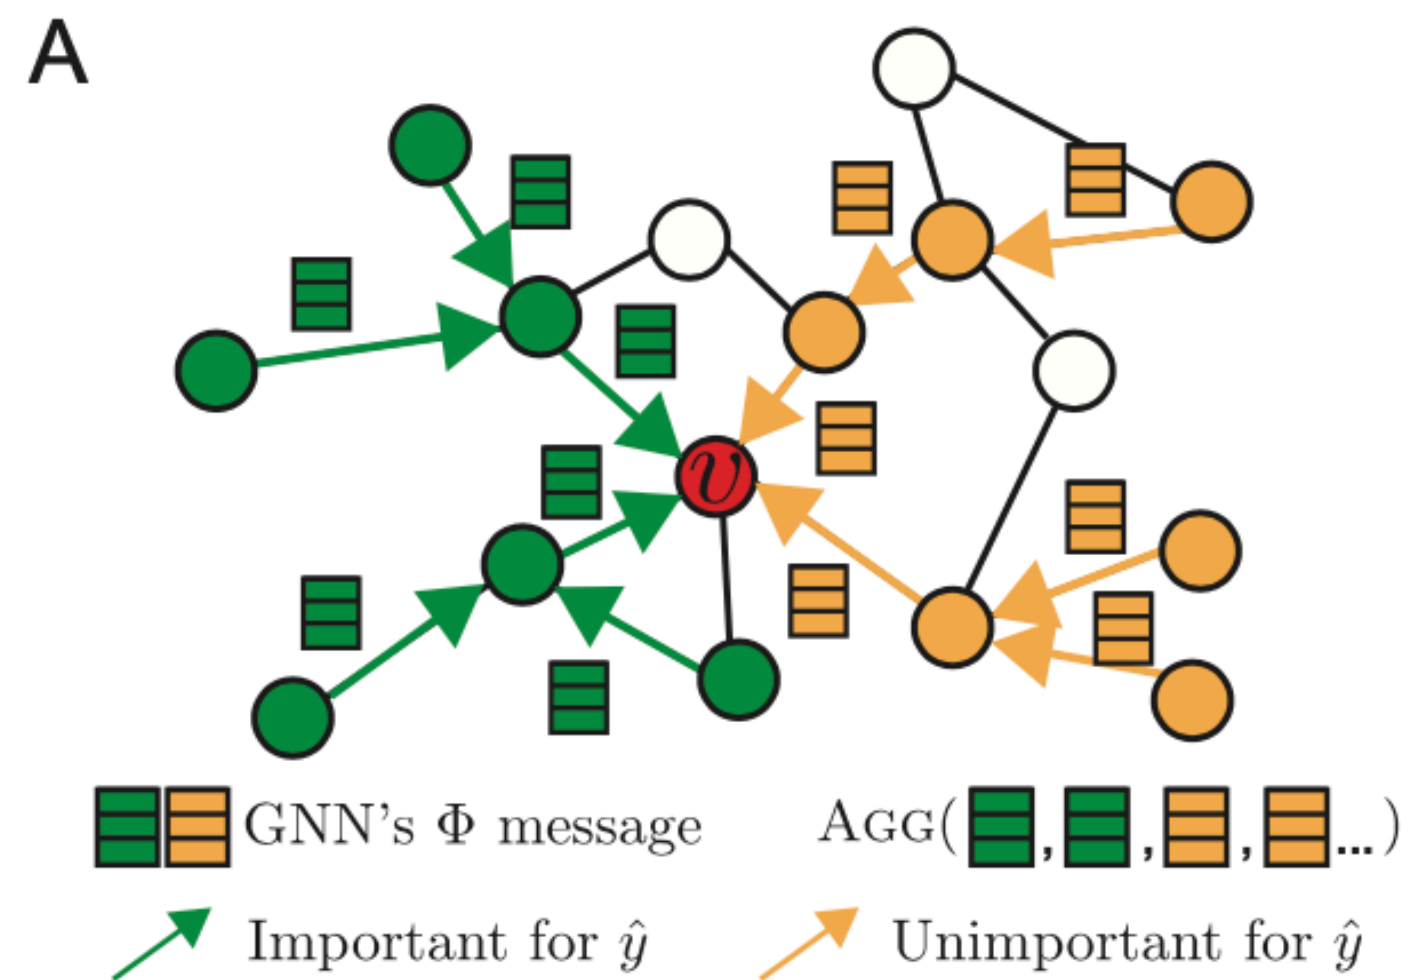 A
v
GNN's Φ message
AGG( , , , ... )
Important for ŷ
Unimportant for ŷ